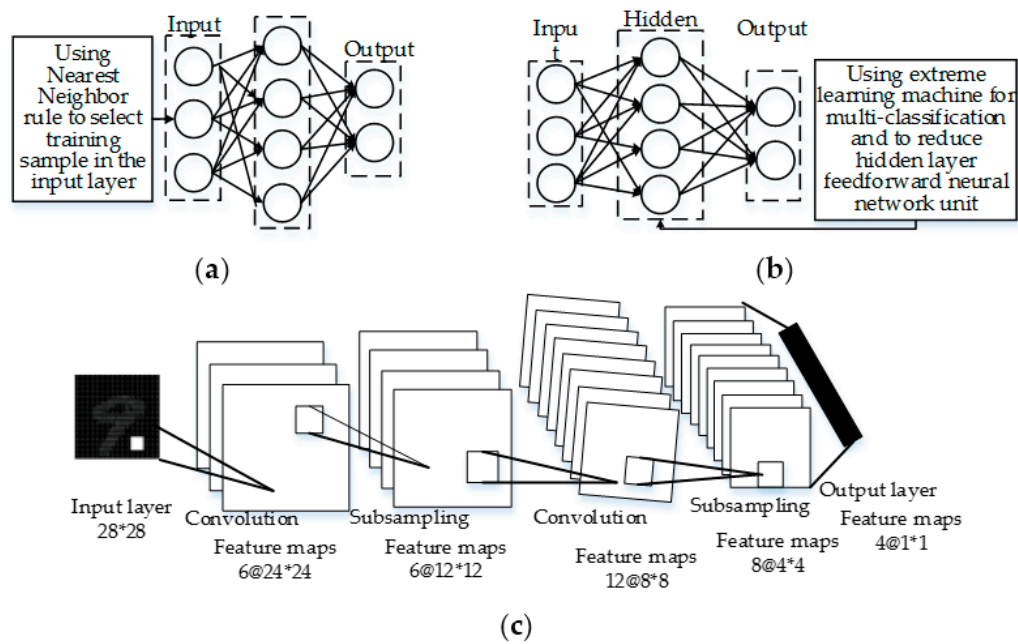 Using
Nearest
Neighbor
rule to select
training
sample in the
input layer
Input
Output
(a)
Inpu
t
Hidden
Output
Using extreme
learning machine for
multi-classification
and to reduce
hidden layer
feedforward neural
network unit
(b)
Input layer
28*28
Convolution
Feature maps
6@24*24
Subsampling
Feature maps
6@12*12
Convolution
Feature maps
12@8*8
Subsampling
Feature maps
8@4*4
Output layer
Feature maps
4@1*1
(c)